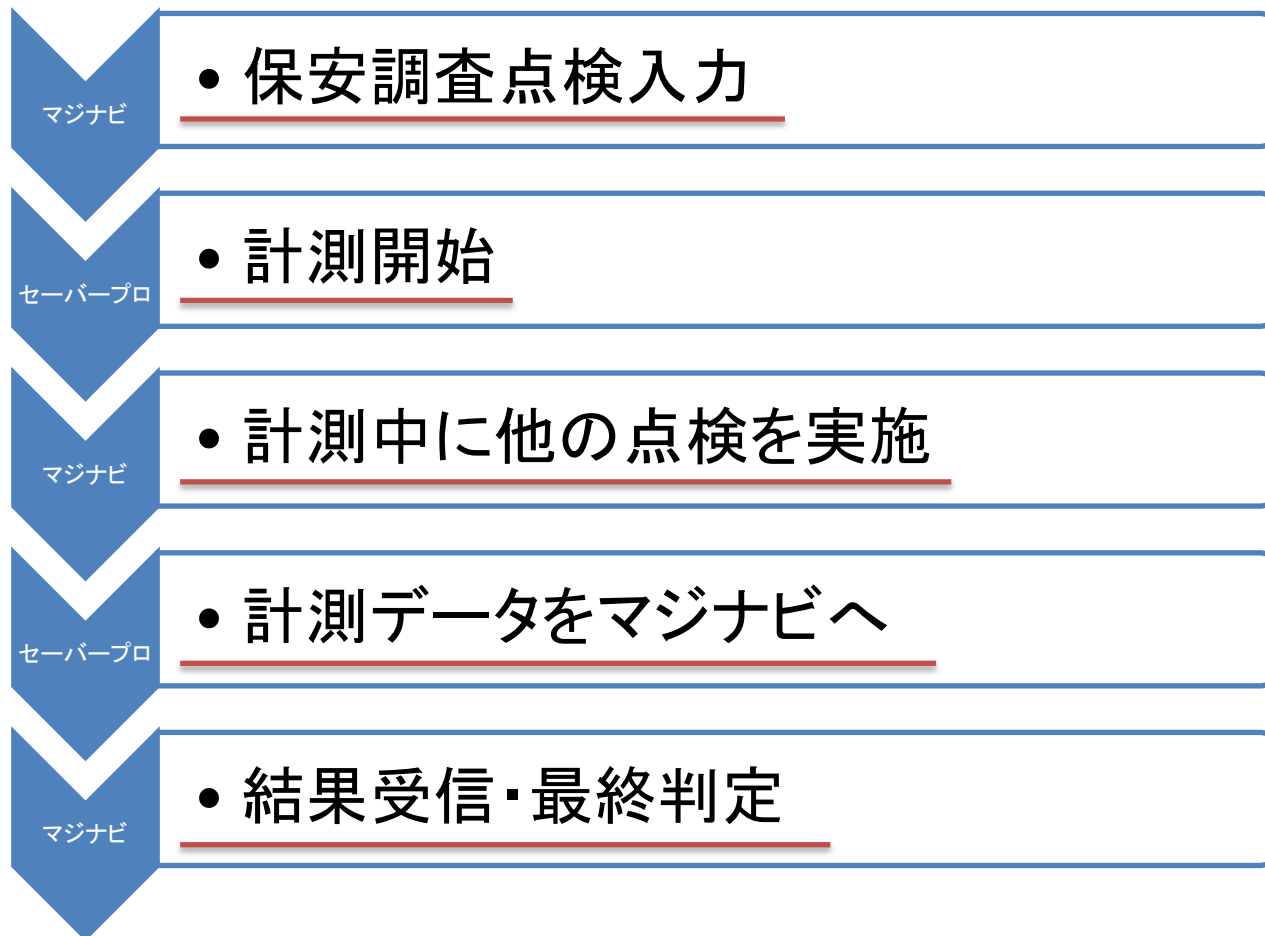 マジナビ
• 保安調査点検入力
セーバープロ
• 計測開始
マジナビ
• 計測中に他の点検を実施
セーバープロ
• 計測データをマジナビへ
マジナビ
• 結果受信・最終判定